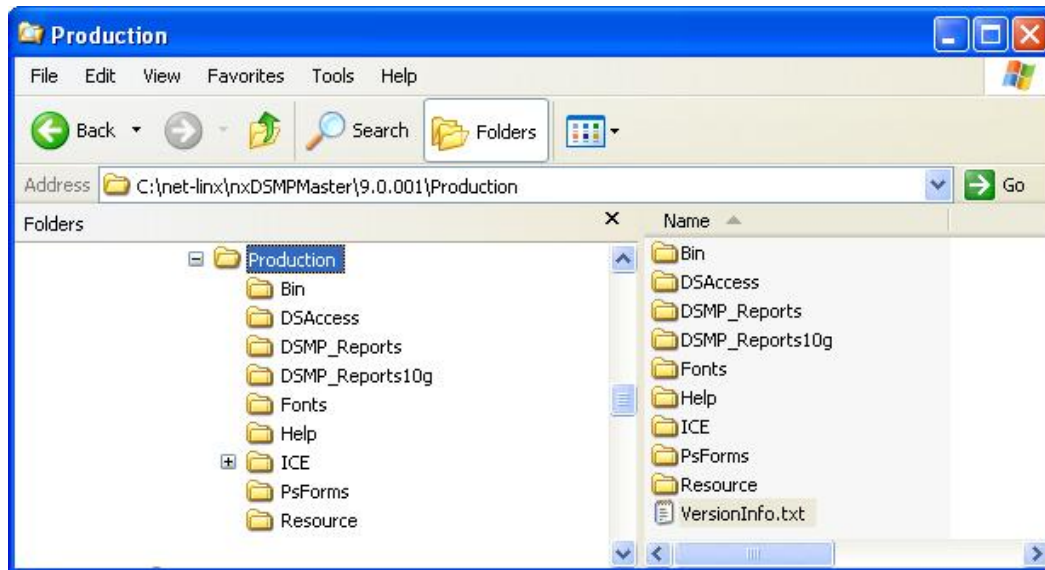 Production
File Edit View Favorites Tools Help
Back Search Folders
Address C:\net-linx\nxDSMPMaster\9.0.001\Production Go
Folders
Production
Bin
DSAccess
DSMP_Reports
DSMP_Reports10g
Fonts
Help
ICE
PsForms
Resource
Name
Bin
DSAccess
DSMP_Reports
DSMP_Reports10g
Fonts
Help
ICE
PsForms
Resource
VersionInfo.txt